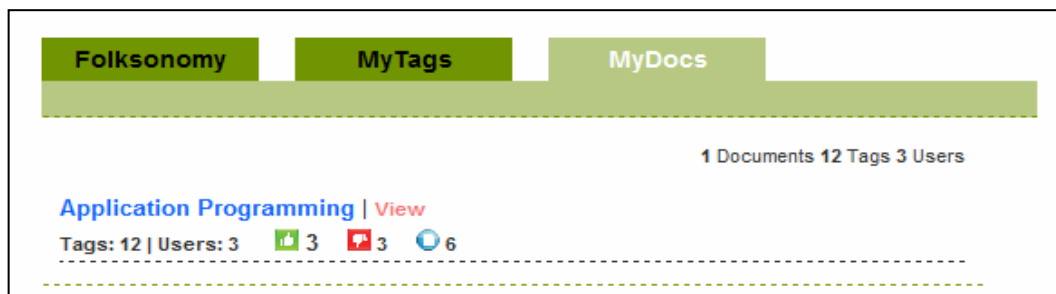 Folksonomy MyTags MyDocs
1 Documents 12 Tags 3 Users
Application Programming | View
Tags: 12 | Users: 3 3 3 6